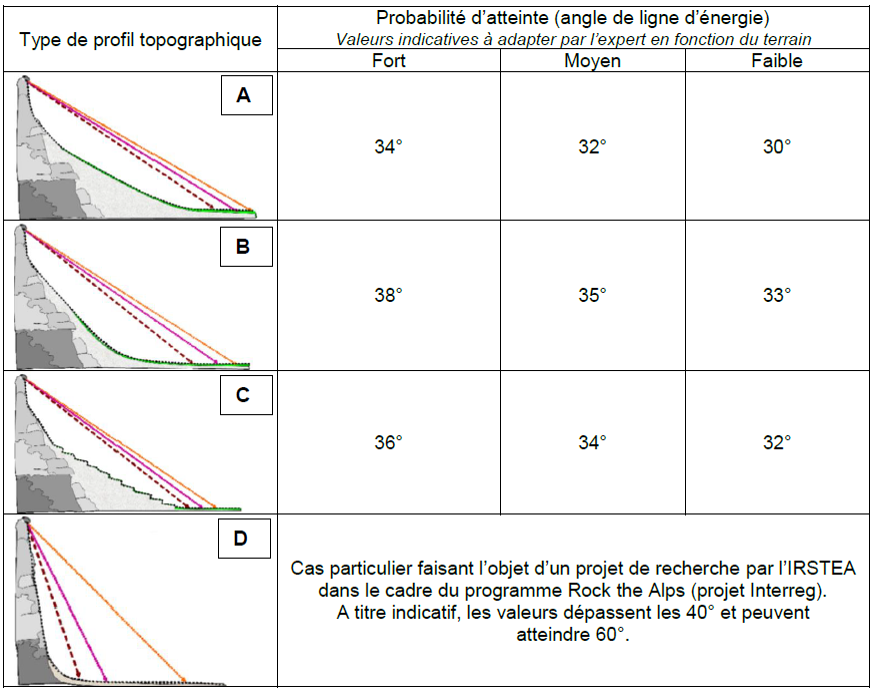 Type de profil topographique
Probabilité d'atteinte (angle de ligne d'énergie)
Valeurs indicatives à adapter par l'expert en fonction du terrain
Fort Moyen Faible
A
34° 32° 30°
B
38° 35° 33°
C
36° 34° 32°
D
Cas particulier faisant l'objet d'un projet de recherche par l'IRSTEA
dans le cadre du programme Rock the Alps (projet Interreg).
A titre indicatif, les valeurs dépassent les 40° et peuvent
atteindre 60°.